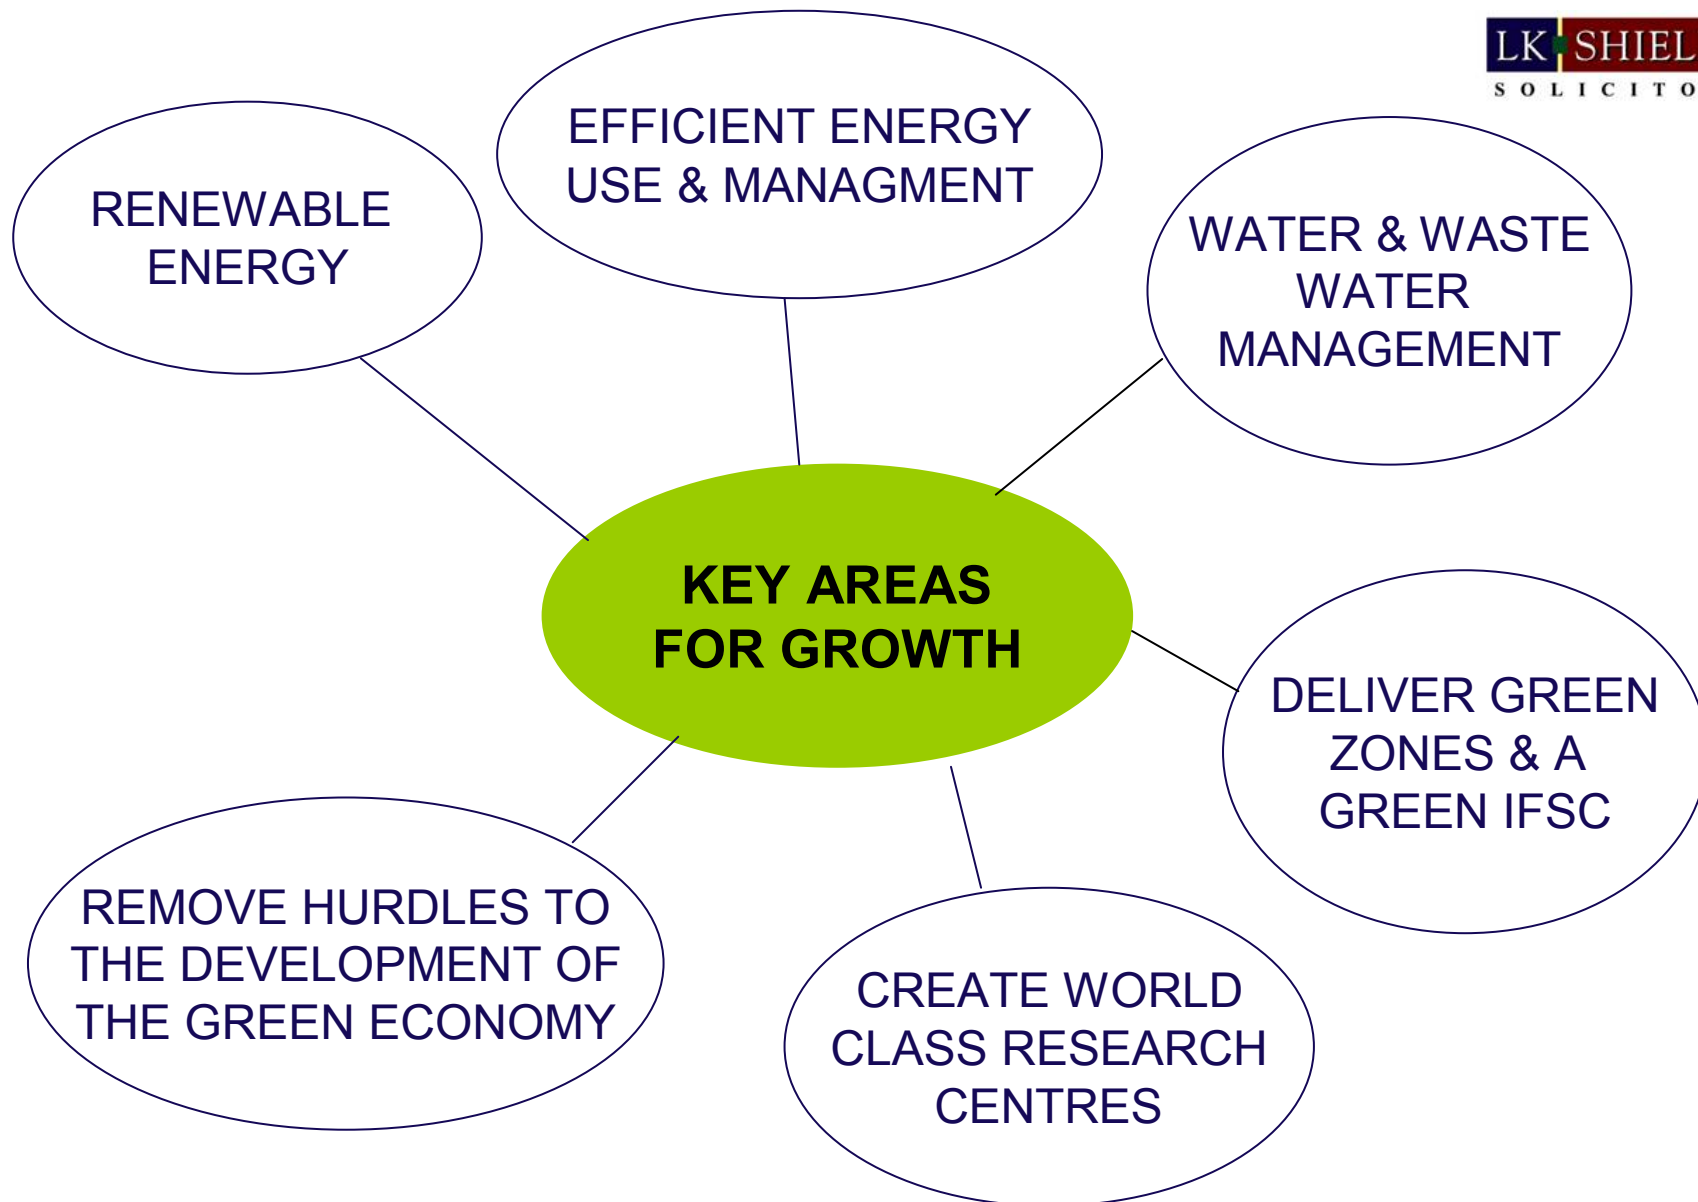 LK SHIEL
SOLICITO
EFFICIENT ENERGY
USE & MANAGMENT
RENEWABLE
ENERGY
WATER & WASTE
WATER
MANAGEMENT
KEY AREAS
FOR GROWTH
DELIVER GREEN
ZONES & A
GREEN IFSC
REMOVE HURDLES TO
THE DEVELOPMENT OF
THE GREEN ECONOMY
CREATE WORLD
CLASS RESEARCH
CENTRES